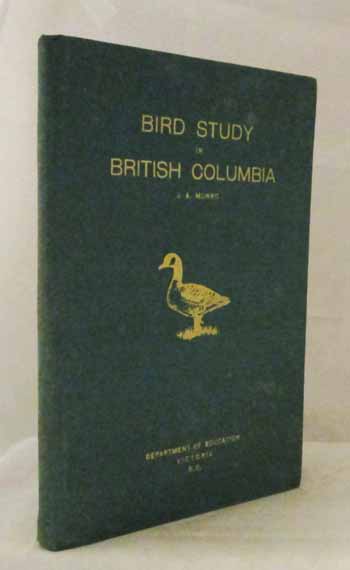 BIRD STUDY
IN
BRITISH COLUMBIA
J. A. MUNRO
DEPARTMENT OF EDUCATION
VICTORIA
B.C.